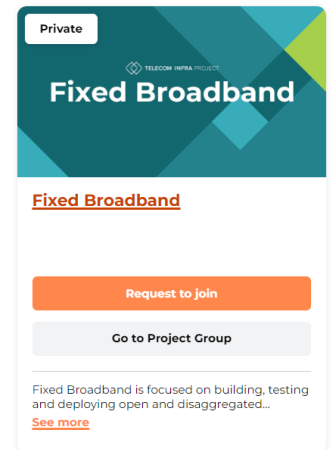 Private
TELECOM INFRA PROJECT
Fixed Broadband
Fixed Broadband
Request to join
Go to Project Group
Fixed Broadband is focused on building, testing
and deploying open and disaggregated...
See more